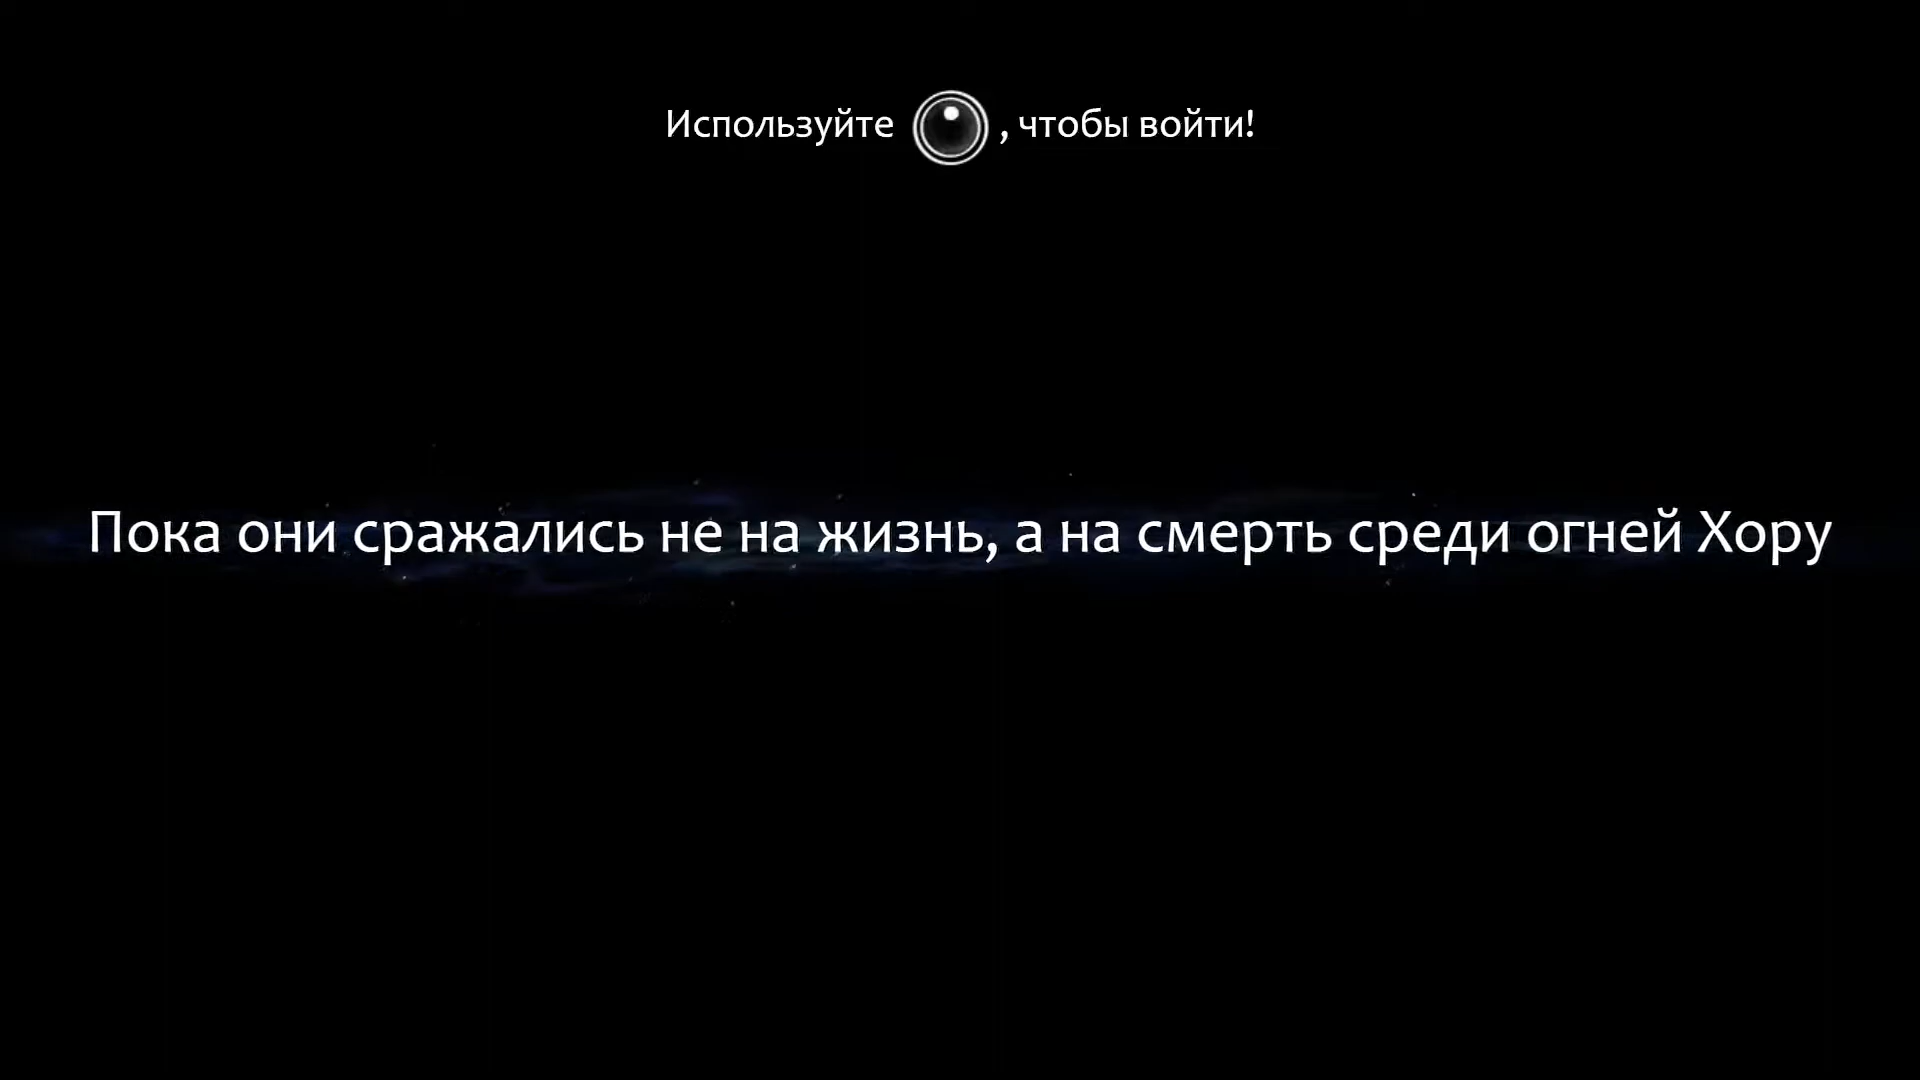 Используйте , чтобы войти!
Пока они сражались не на жизнь, а на смерть среди огней Хору